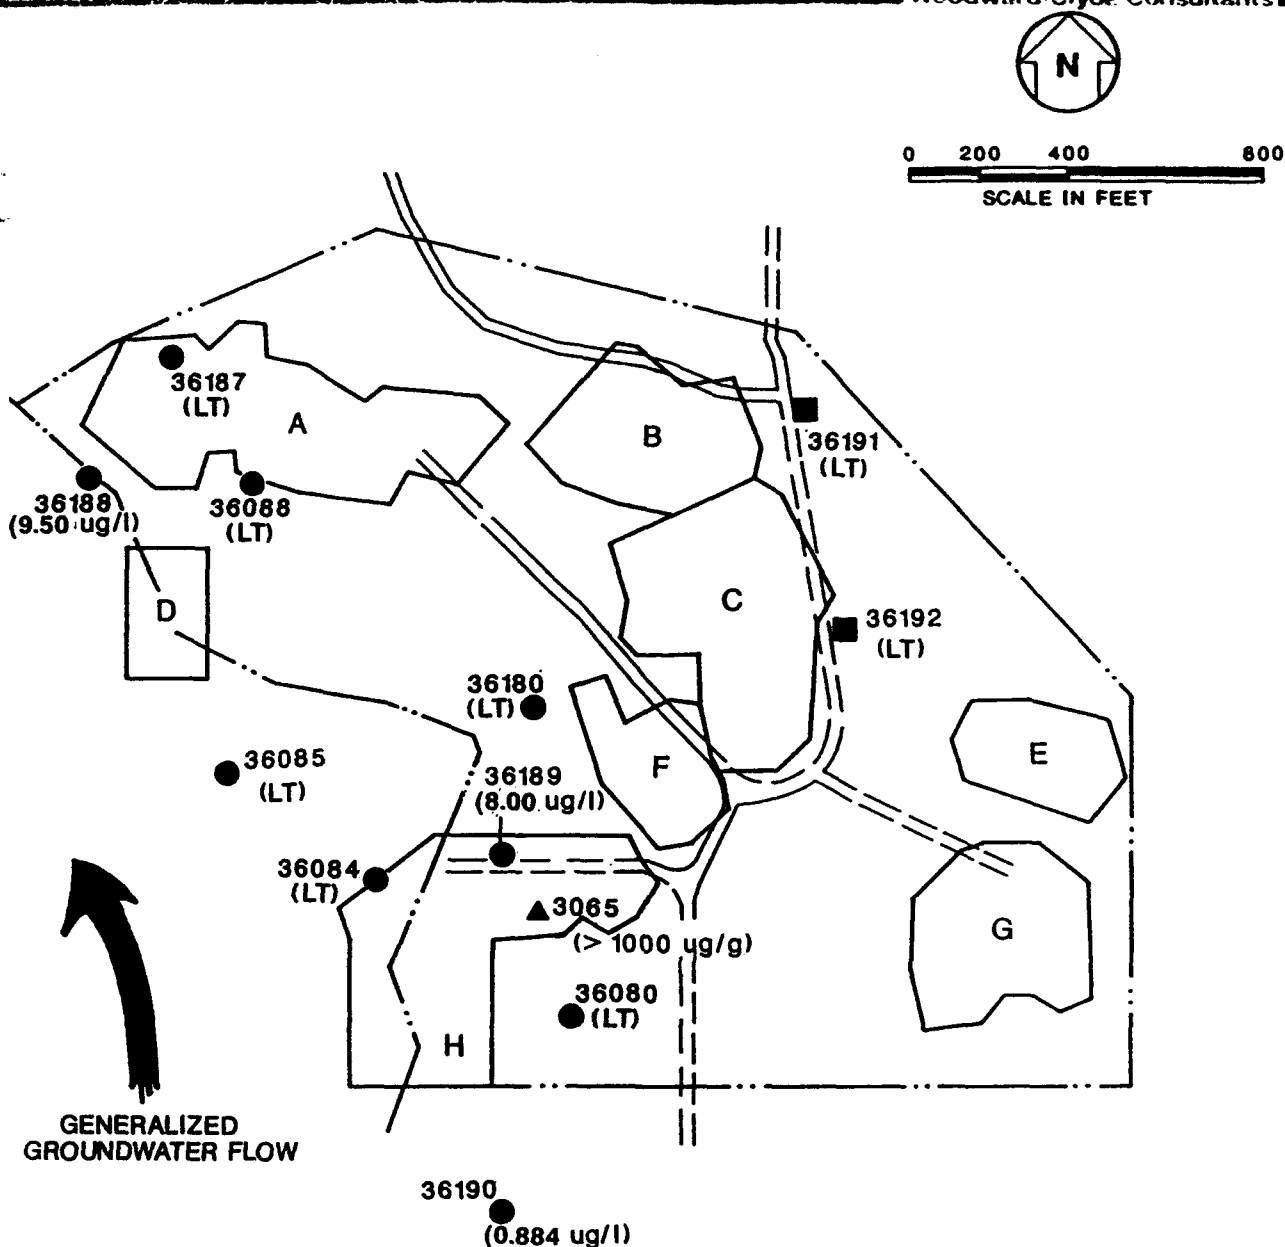 N
0 200 400 800
SCALE IN FEET
36187
(LT)
A
B
36191
(LT)
36188
(9.50 ug/l)
36088
(LT)
D
C
36192
(LT)
36180
(LT)
E
36085
(LT)
F
36189
(8.00 ug/l)
36084
(LT)
3065
(> 1000 ug/g)
G
36080
(LT)
H
GENERALIZED
GROUNDWATER FLOW
36190
(0.884 ug/l)